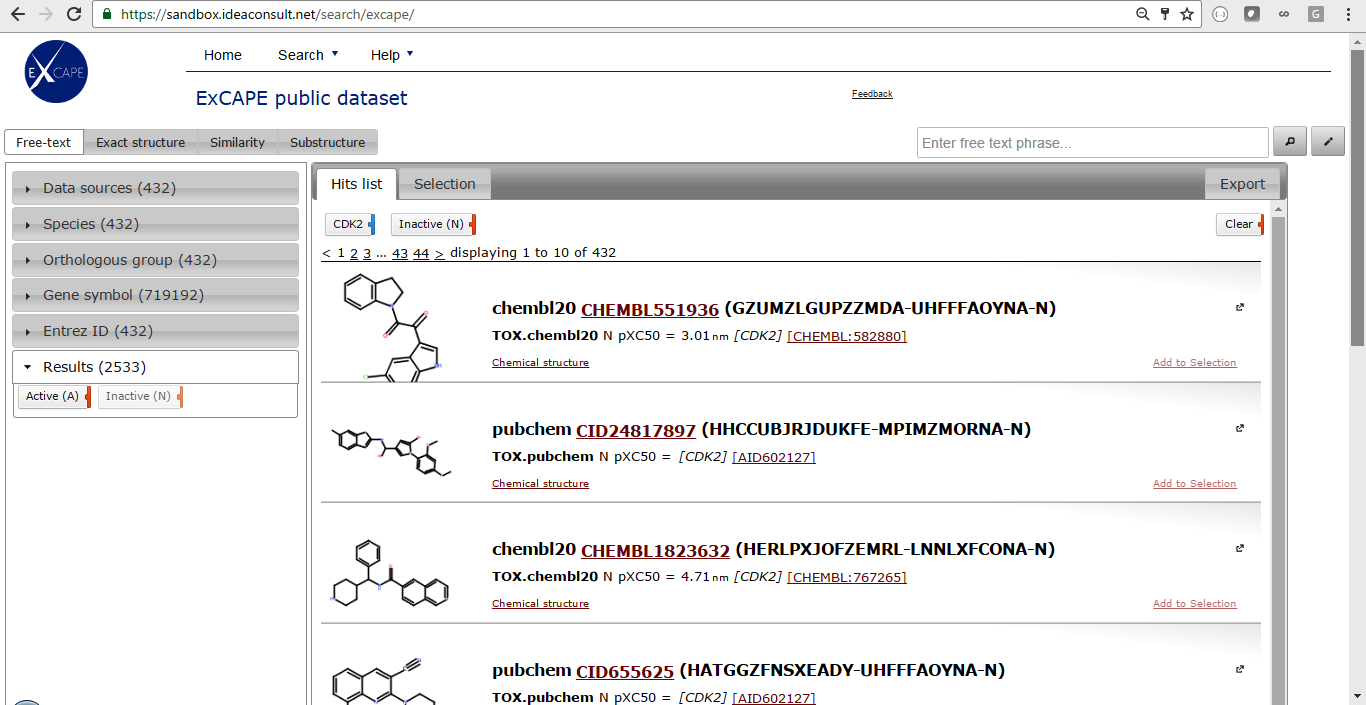 https://sandbox.ideaconsult.net/search/excape/
EXCAPE
Home Search Help
ExCAPE public dataset
Feedback
Free-text Exact structure Similarity Substructure
Enter free text phrase...
Data sources (432)
Species (432)
Orthologous group (432)
Gene symbol (719192)
Entrez ID (432)
Results (2533)
Active (A) Inactive (N)
Hits list Selection Export
CDK2 Inactive (N) Clear
< 1 2 3 ... 43 44 > displaying 1 to 10 of 432
chembl20 CHEMBL551936 (GZUMZLGUPZZMDA-UHFFFAOYNA-N)
TOX.chembl20 N pXC50 = 3.01nm [CDK2] [CHEMBL:582880]
Chemical structure Add to Selection
pubchem CID24817897 (HHCCUBJRJDUKFE-MPIMZMORNA-N)
TOX.pubchem N pXC50 = [CDK2] [AID602127]
Chemical structure Add to Selection
chembl20 CHEMBL1823632 (HERLPXJOFZEMRL-LNNLXFCONA-N)
TOX.chembl20 N pXC50 = 4.71nm [CDK2] [CHEMBL:767265]
Chemical structure Add to Selection
pubchem CID655625 (HATGGZFNSXEADY-UHFFFAOYNA-N)
TOX.pubchem N pXC50 = [CDK2] [AID602127]